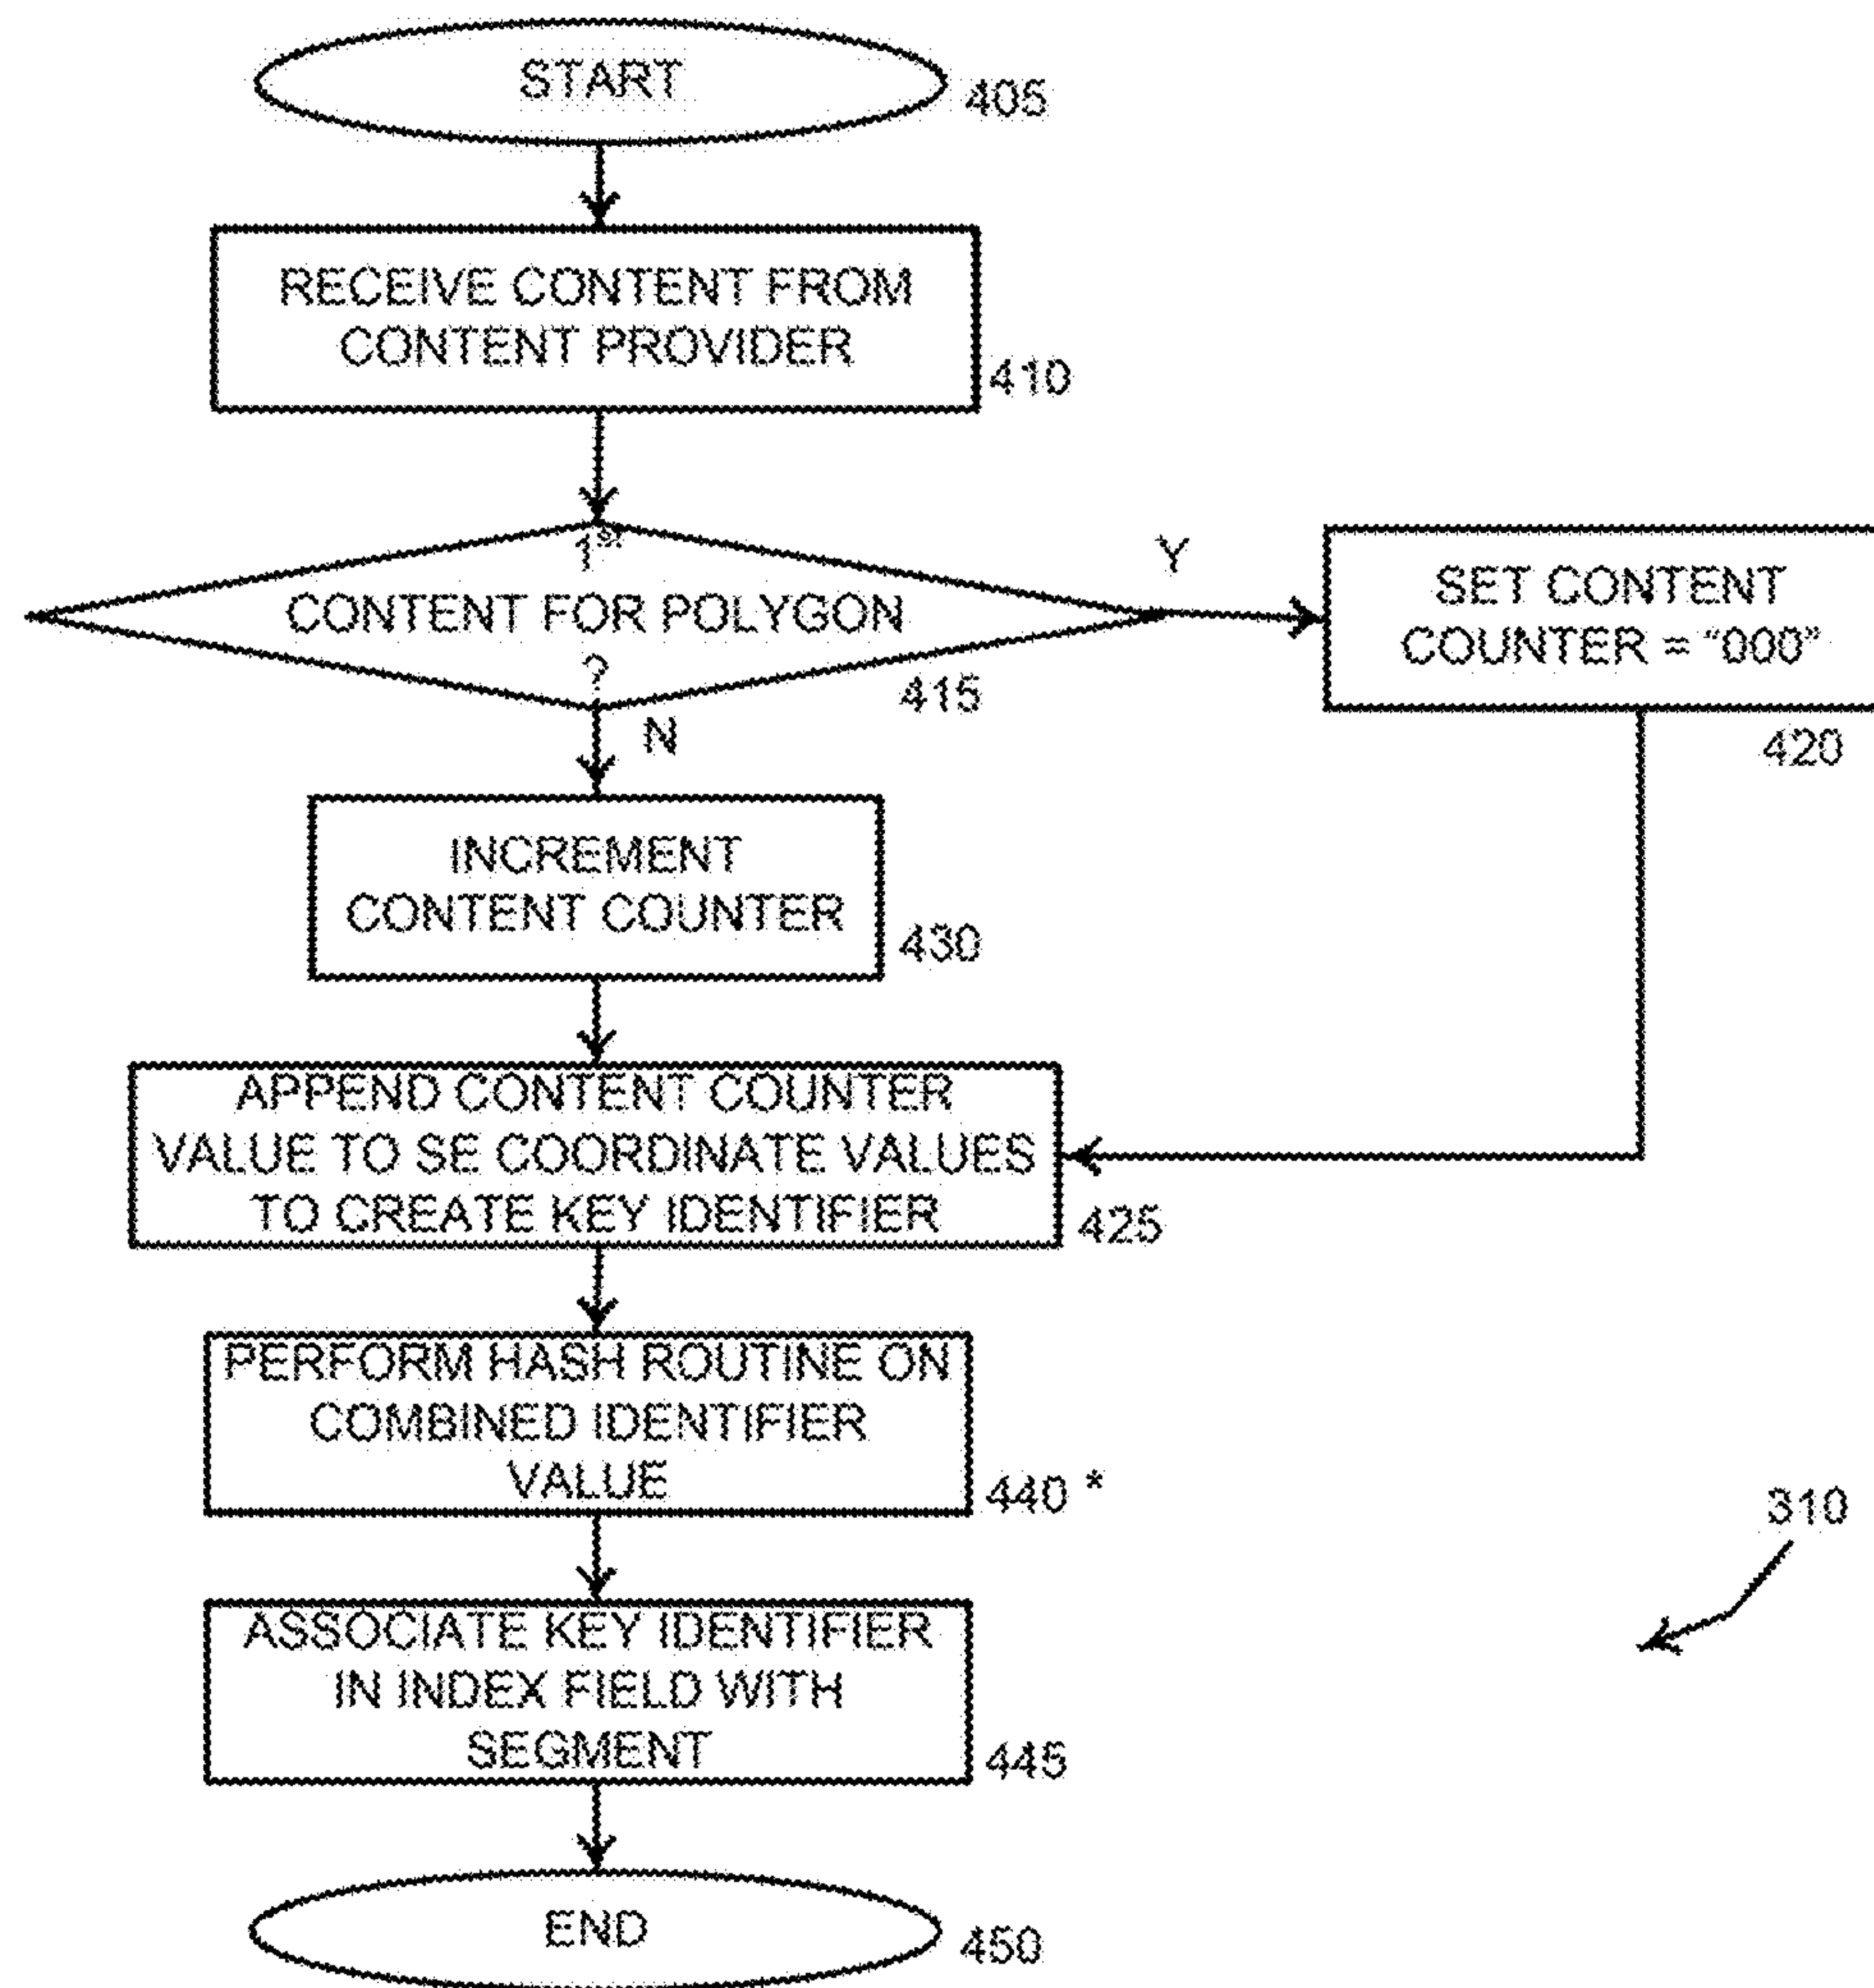 START
405
RECEIVE CONTENT FROM
CONTENT PROVIDER
410
1st
CONTENT FOR POLYGON
?
415
Y
SET CONTENT
COUNTER = “000”
420
N
INCREMENT
CONTENT COUNTER
430
APPEND CONTENT COUNTER
VALUE TO SE COORDINATE VALUES
TO CREATE KEY IDENTIFIER
425
PERFORM HASH ROUTINE ON
COMBINED IDENTIFIER
VALUE
440 *
310
ASSOCIATE KEY IDENTIFIER
IN INDEX FIELD WITH
SEGMENT
445
END
450